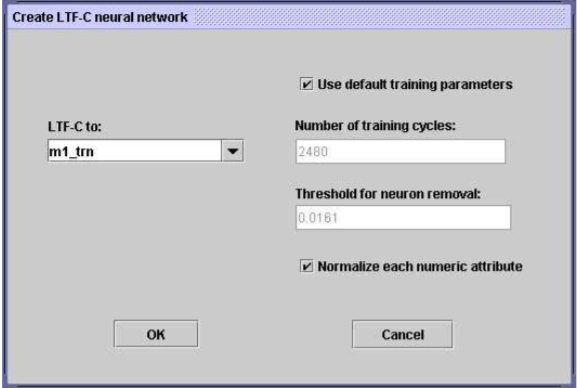 Create LTF-C neural network
Use default training parameters
LTF-C to:
Number of training cycles:
m1_trn
2480
Threshold for neuron removal:
0.0161
Normalize each numeric attribute
OK
Cancel